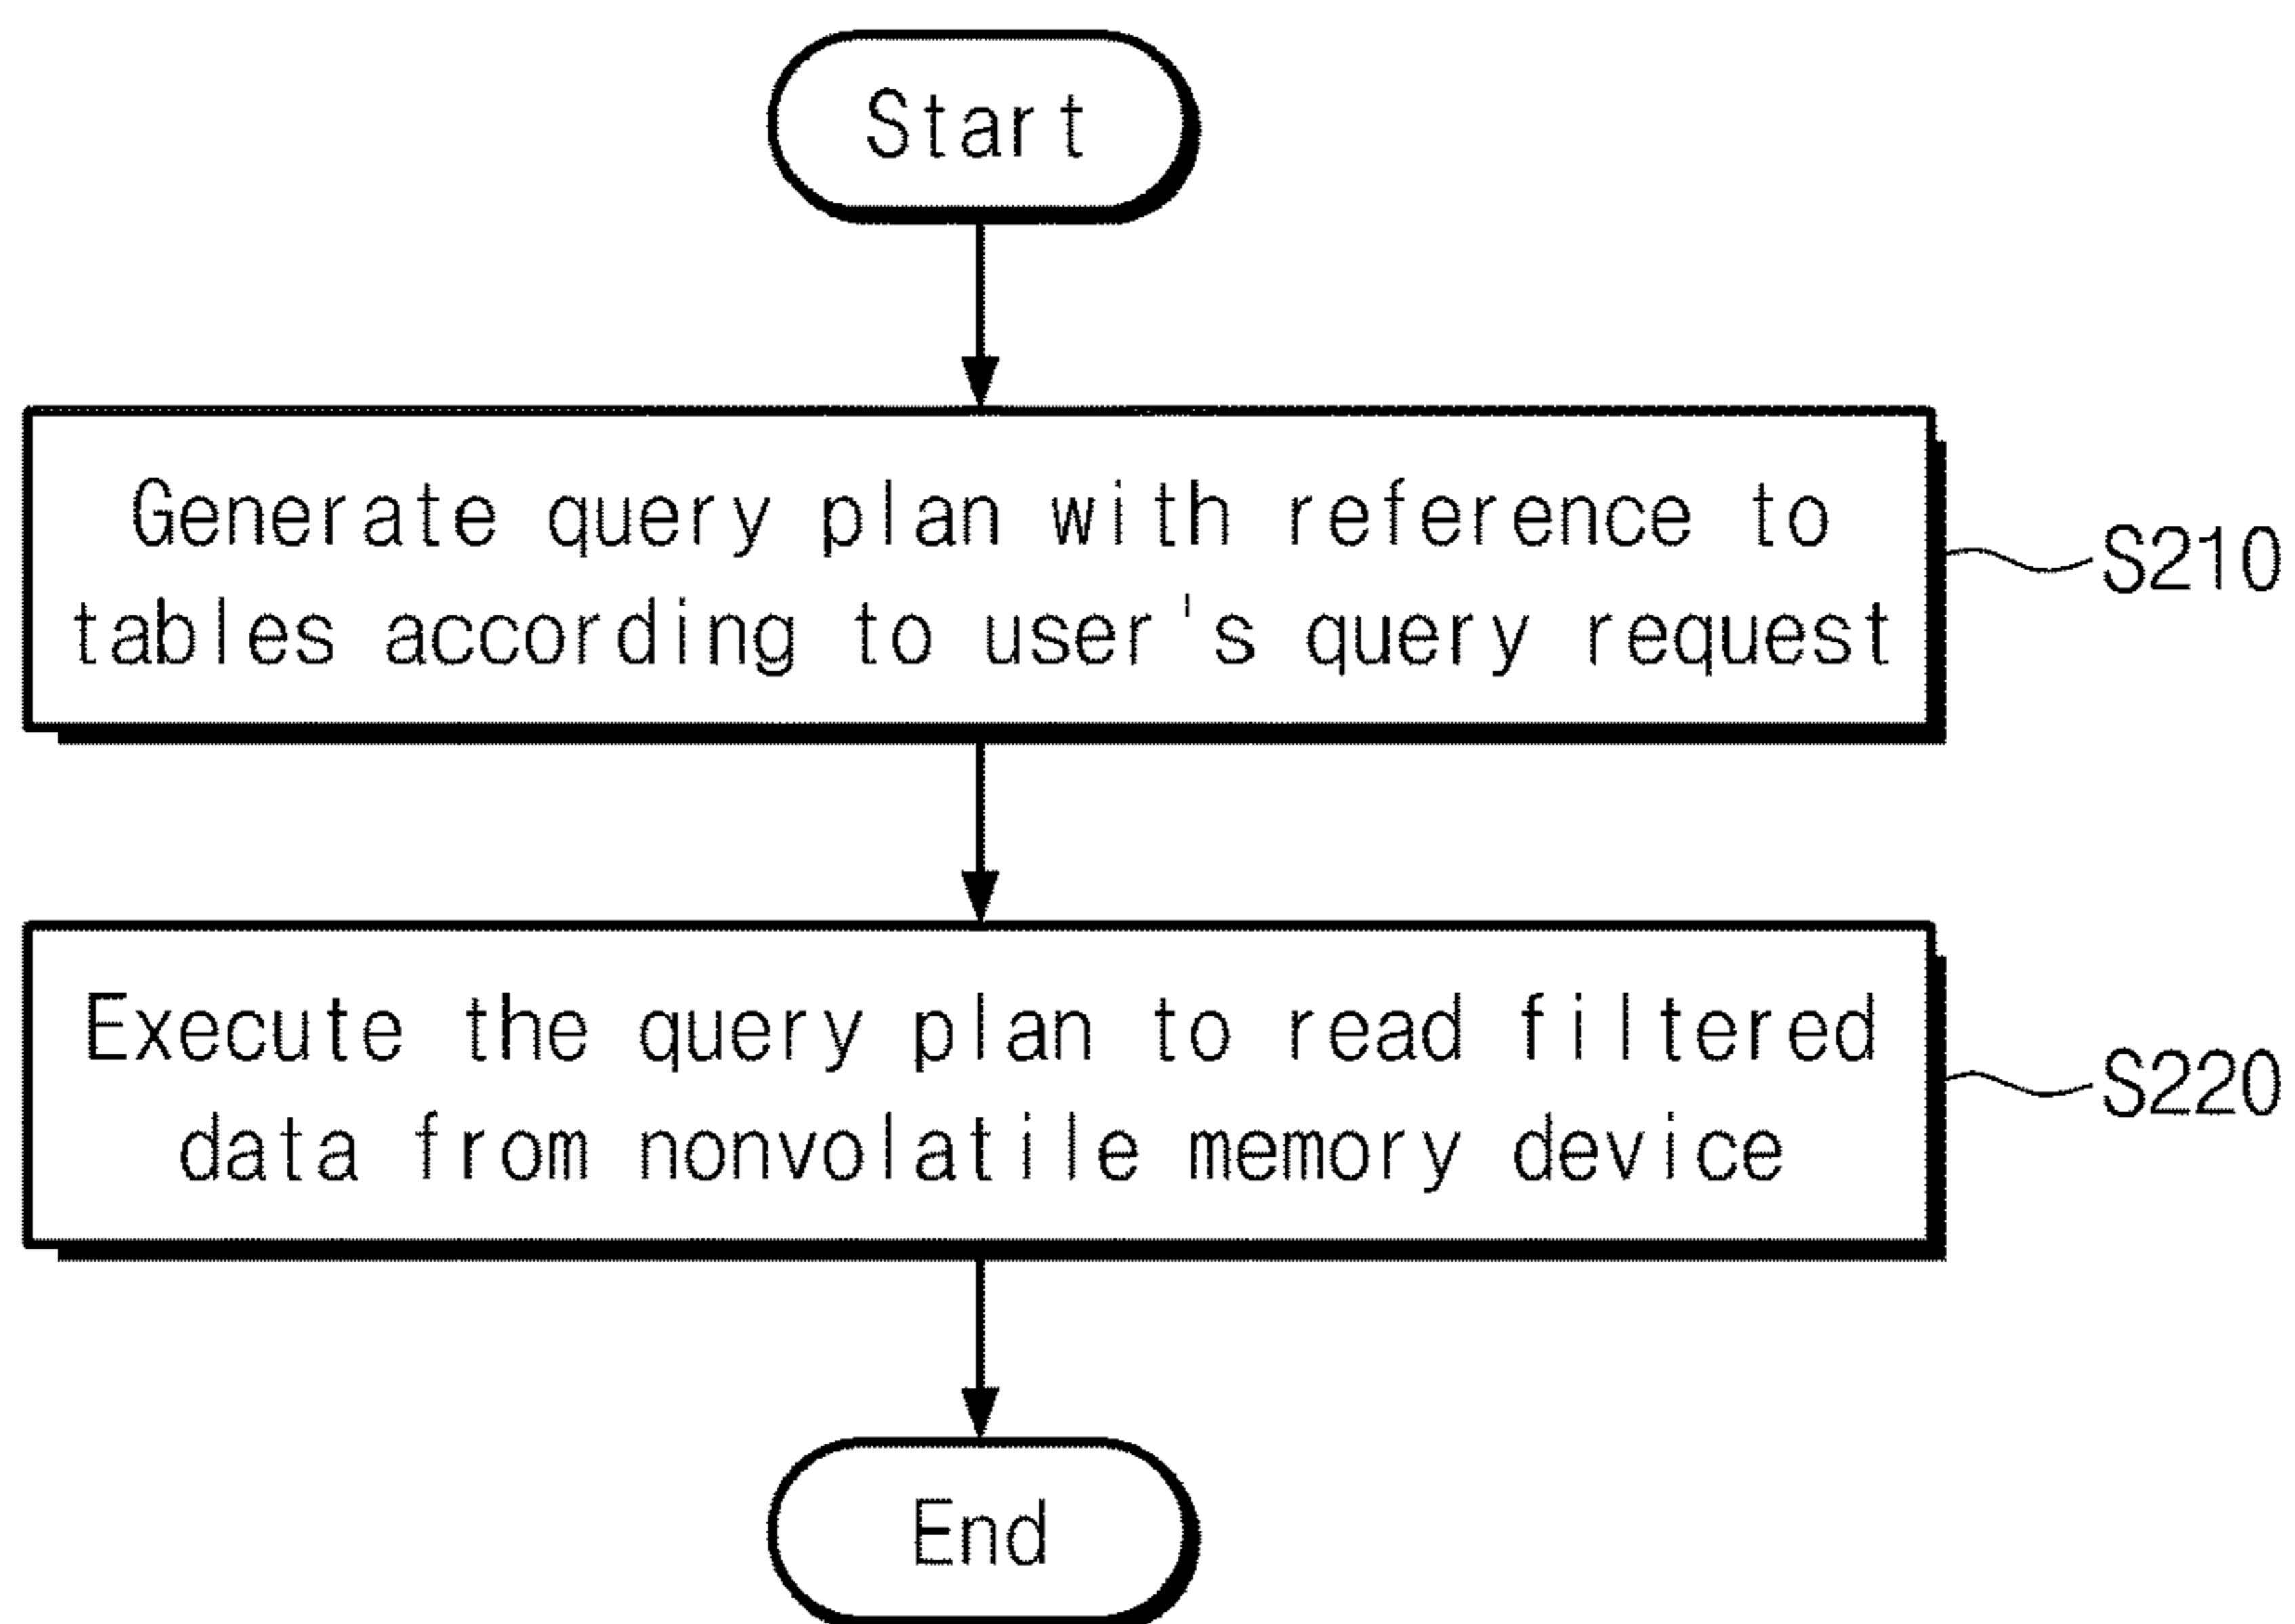 Start
Generate query plan with reference to
tables according to user's query request
S210
Execute the query plan to read filtered
data from nonvolatile memory device
S220
End